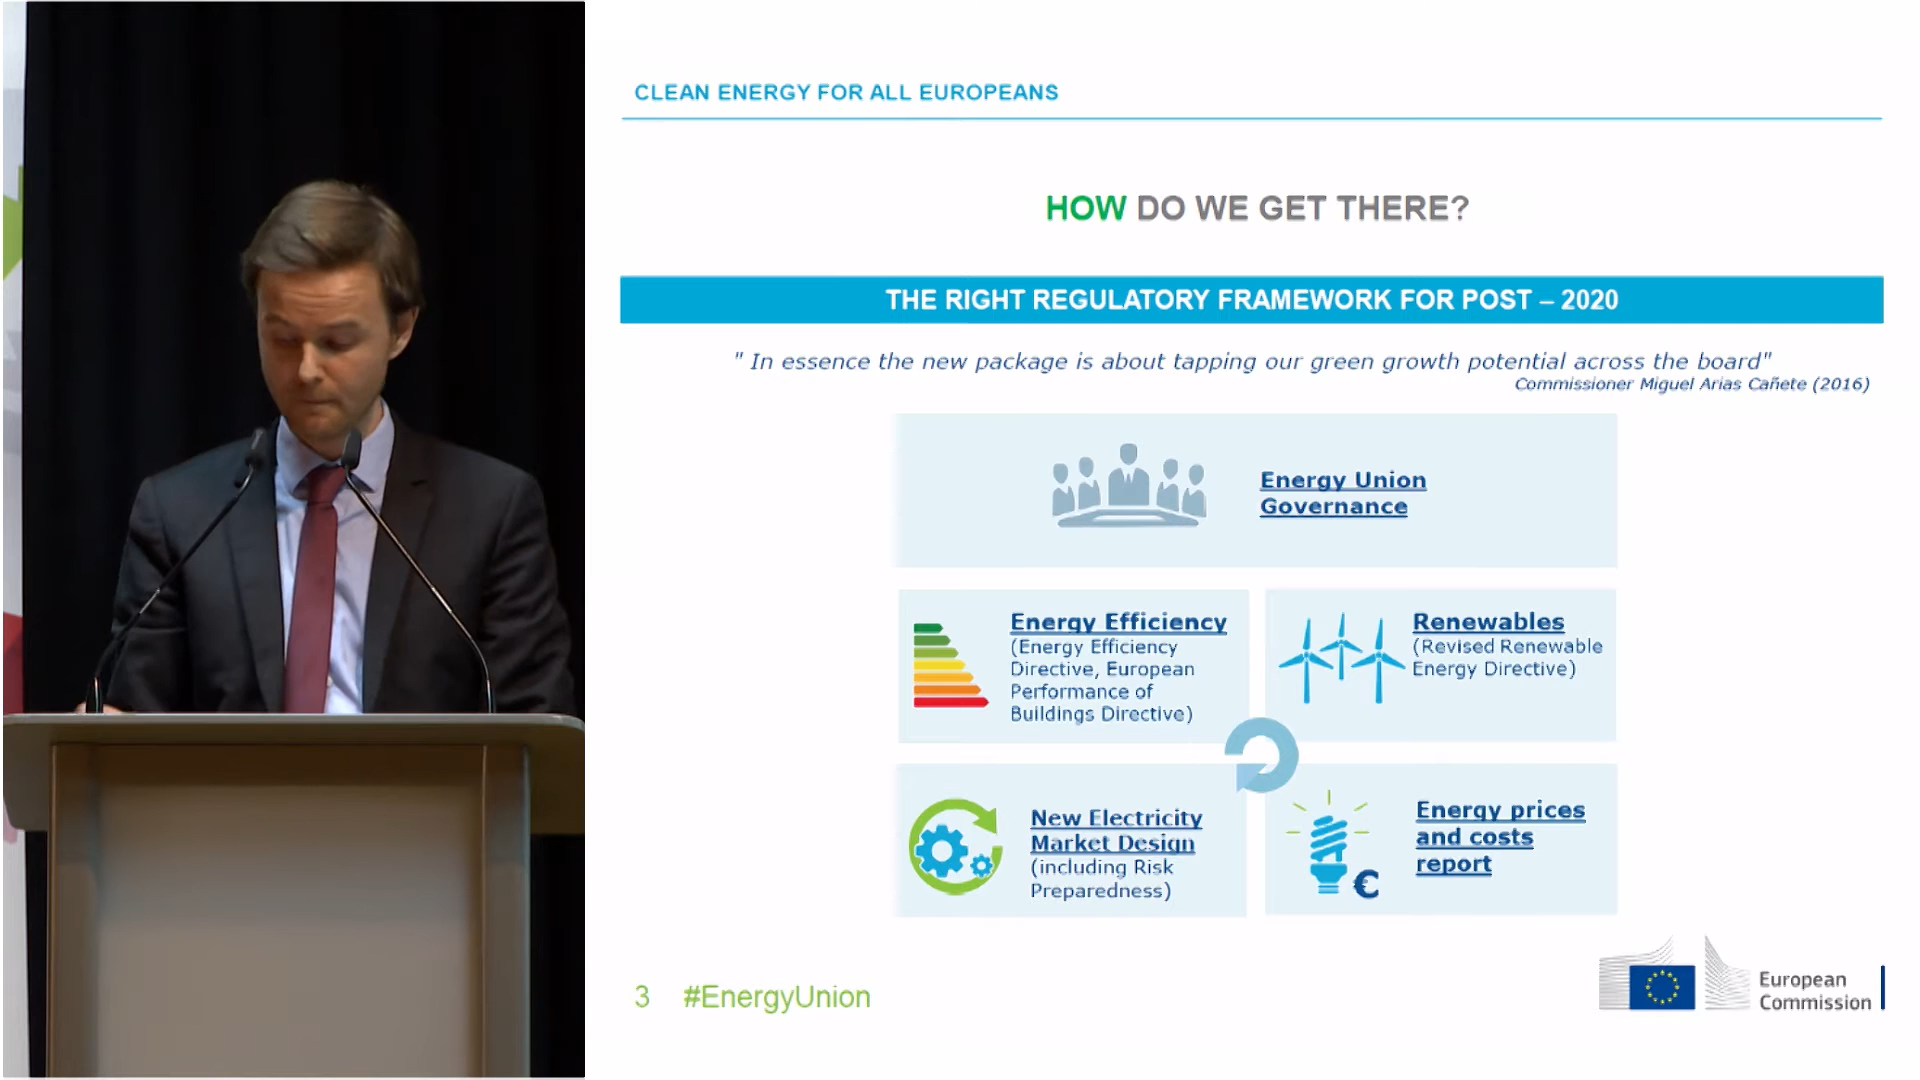 CLEAN ENERGY FOR ALL EUROPEANS
HOW DO WE GET THERE?
THE RIGHT REGULATORY FRAMEWORK FOR POST – 2020
" In essence the new package is about tapping our green growth potential across the board"
Commissioner Miguel Arias Cañete (2016)
Energy Union
Governance
Energy Efficiency
(Energy Efficiency
Directive, European
Performance of
Buildings Directive)
Renewables
(Revised Renewable
Energy Directive)
New Electricity
Market Design
(including Risk
Preparedness)
Energy prices
and costs
report
€
3 #EnergyUnion
European
Commission